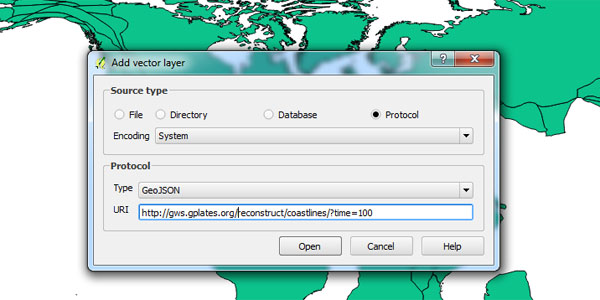 Add vector layer
Source type
File Directory Database Protocol
Encoding System
Protocol
Type GeoJSON
URI http://gws.gplates.org/reconstruct/coastlines/?time=100
Open Cancel Help